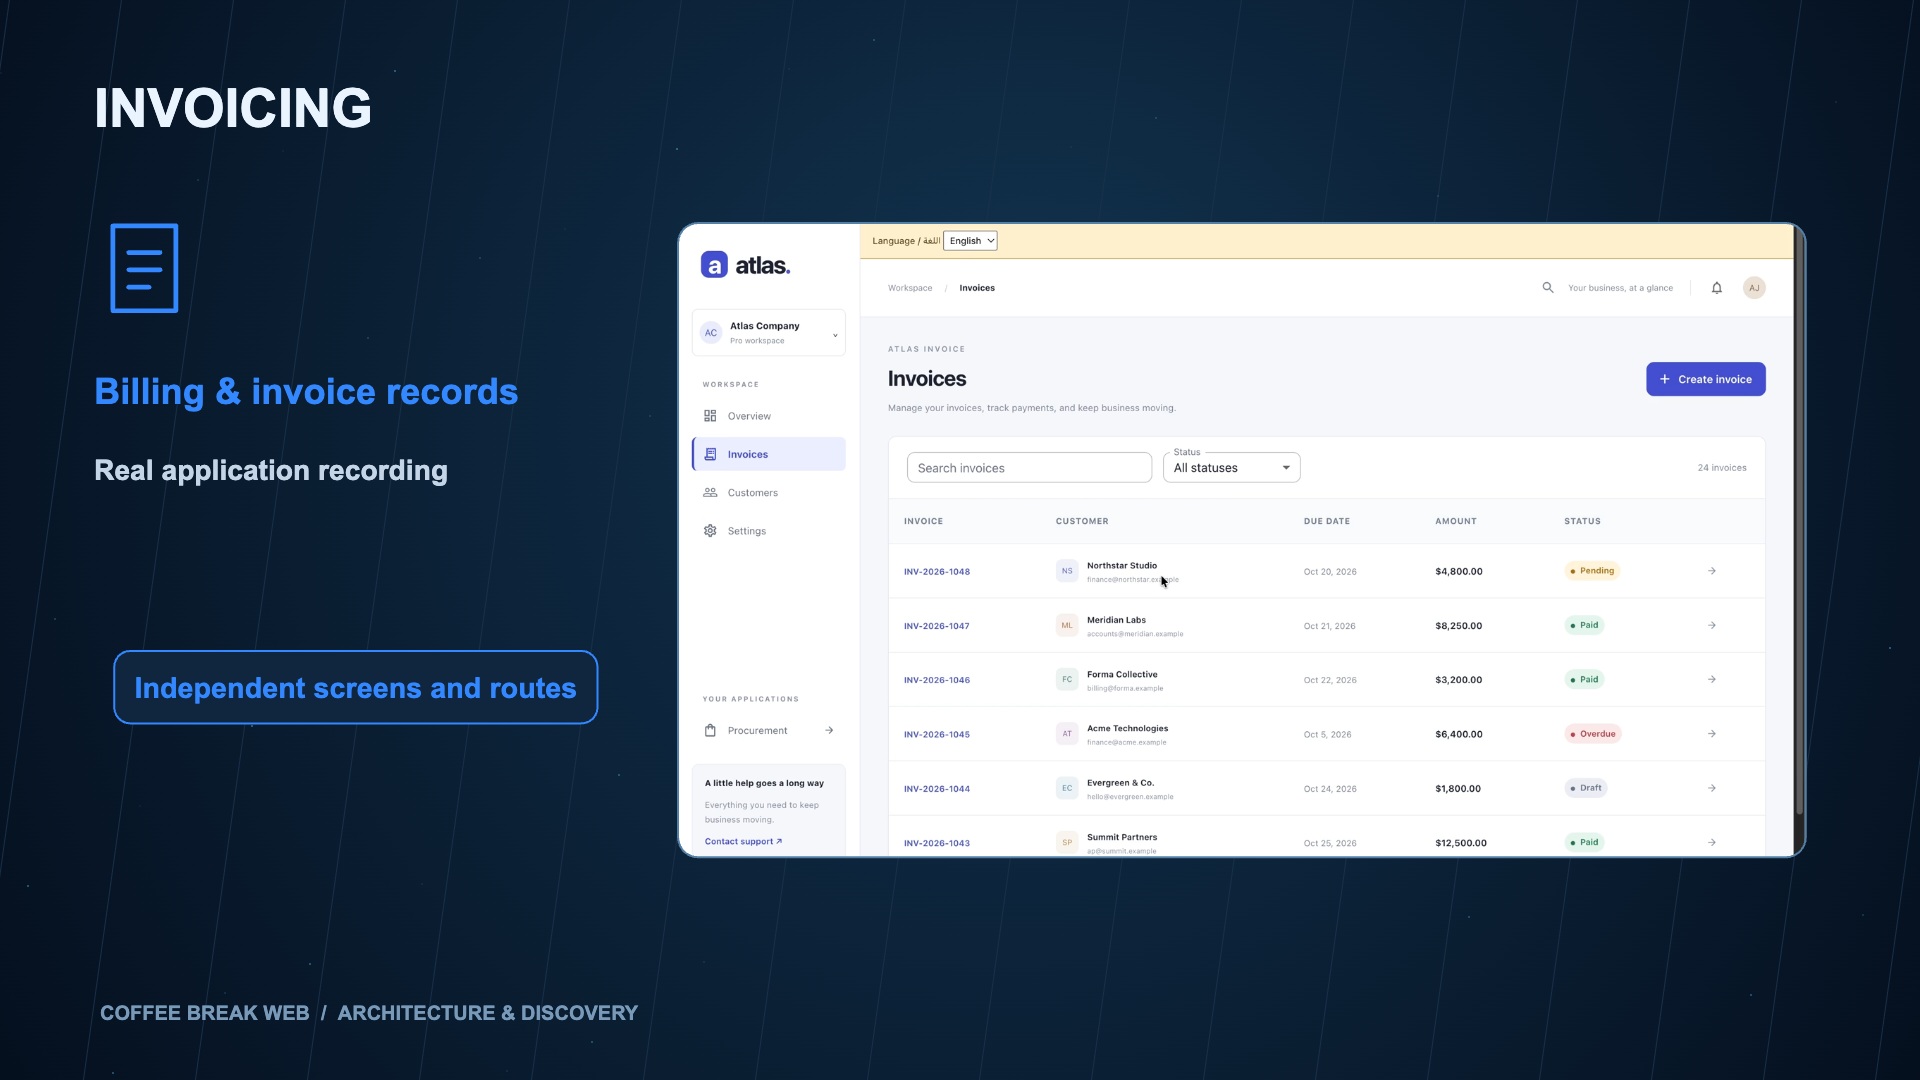 INVOICING
Billing & invoice records
Real application recording
Independent screens and routes
COFFEE BREAK WEB / ARCHITECTURE & DISCOVERY
a atlas.
AC
Atlas Company
Pro workspace
WORKSPACE
Overview
Invoices
Customers
Settings
YOUR APPLICATIONS
Procurement
A little help goes a long way
Everything you need to keep
business moving.
Contact support ↗
Language / اللغة English
Workspace / Invoices
Your business, at a glance
AJ
ATLAS INVOICE
Invoices
Manage your invoices, track payments, and keep business moving.
+ Create invoice
Search invoices
Status
All statuses
24 invoices
INVOICE CUSTOMER DUE DATE AMOUNT STATUS
INV-2026-1048 NS Northstar Studio Oct 20, 2026 $4,800.00 Pending
INV-2026-1047 ML Meridian Labs Oct 21, 2026 $8,250.00 Paid
accounts@meridian.example
INV-2026-1046 FC Forma Collective Oct 22, 2026 $3,200.00 Paid
billing@forma.example
INV-2026-1045 AT Acme Technologies Oct 5, 2026 $6,400.00 Overdue
finance@acme.example
INV-2026-1044 EC Evergreen & Co. Oct 24, 2026 $1,800.00 Draft
hello@evergreen.example
INV-2026-1043 SP Summit Partners Oct 25, 2026 $12,500.00 Paid
ap@summit.example